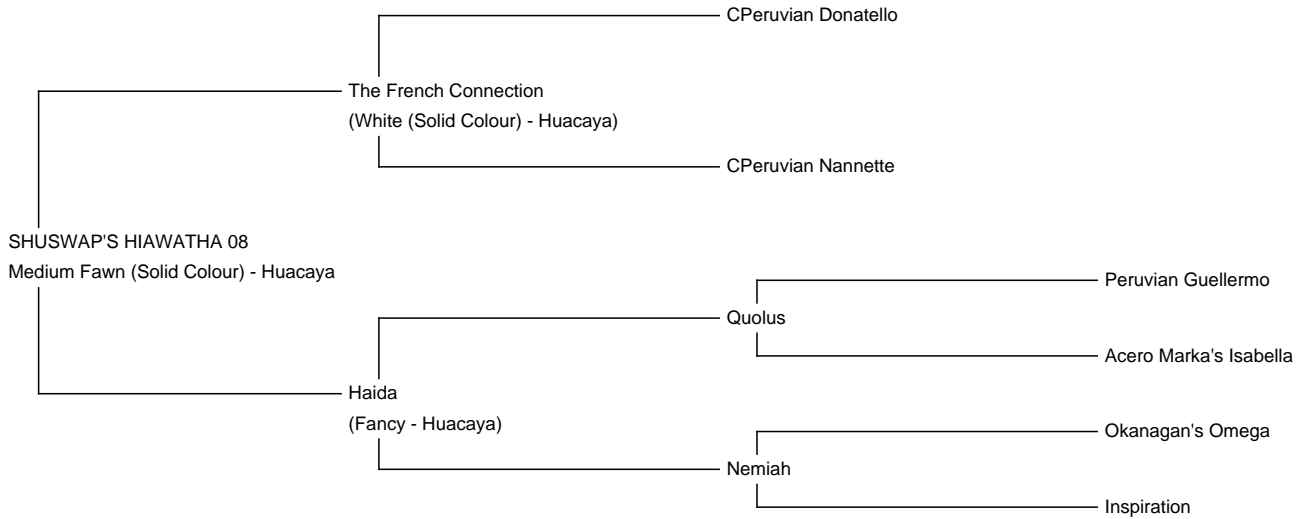 CPeruvian Donatello
The French Connection
(White (Solid Colour) - Huacaya)
CPeruvian Nannette
SHUSWAP'S HIAWATHA 08
Medium Fawn (Solid Colour) - Huacaya
Peruvian Guellermo
Quolus
Acero Marka's Isabella
Haida
(Fancy - Huacaya)
Okanagan's Omega
Nemiah
Inspiration